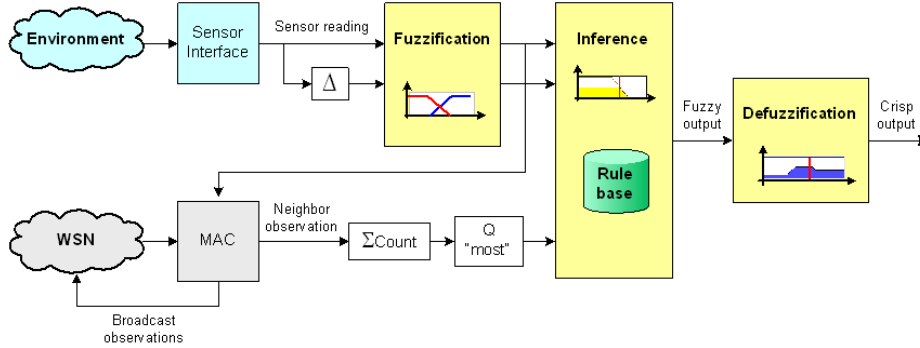 Environment
Sensor
Interface
Sensor reading
Δ
Fuzzification
Inference
Rule
base
Fuzzy
output
Defuzzification
Crisp
output
WSN
MAC
Neighbor
observation
ΣCount
Q
"most"
Broadcast
observations